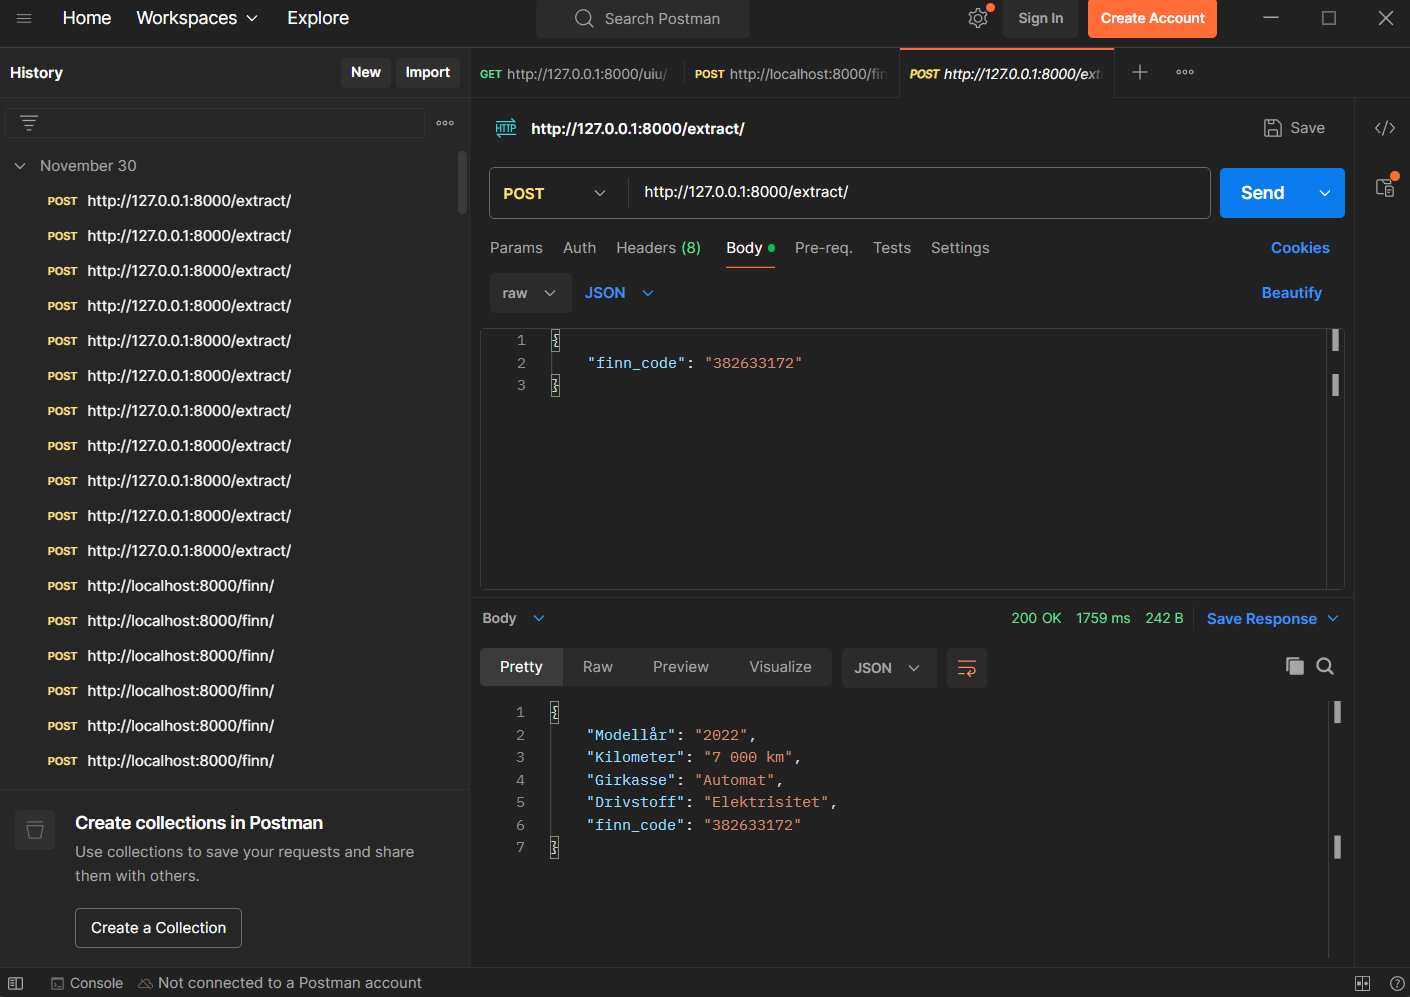 Home Workspaces Explore Search Postman Sign In Create Account
History New Import
November 30
POST http://127.0.0.1:8000/extract/
POST http://127.0.0.1:8000/extract/
POST http://127.0.0.1:8000/extract/
POST http://127.0.0.1:8000/extract/
POST http://127.0.0.1:8000/extract/
POST http://127.0.0.1:8000/extract/
POST http://127.0.0.1:8000/extract/
POST http://127.0.0.1:8000/extract/
POST http://127.0.0.1:8000/extract/
POST http://127.0.0.1:8000/extract/
POST http://127.0.0.1:8000/extract/
POST http://localhost:8000/finn/
POST http://localhost:8000/finn/
POST http://localhost:8000/finn/
POST http://localhost:8000/finn/
POST http://localhost:8000/finn/
POST http://localhost:8000/finn/
Create collections in Postman
Use collections to save your requests and share
them with others.
Create a Collection
GET http://127.0.0.1:8000/uiu/ POST http://localhost:8000/fin POST http://127.0.0.1:8000/ext
HTTP http://127.0.0.1:8000/extract/ Save </>
POST http://127.0.0.1:8000/extract/ Send
Params Auth Headers (8) Body Pre-req. Tests Settings Cookies
raw JSON Beautify
1 {
2 "finn_code": "382633172"
3 }
Body 200 OK 1759 ms 242 B Save Response
Pretty Raw Preview Visualize JSON
1 {
2 "Modellår": "2022",
3 "Kilometer": "7 000 km",
4 "Girkasse": "Automat",
5 "Drivstoff": "Elektrisitet",
6 "finn_code": "382633172"
7 }
Console Not connected to a Postman account